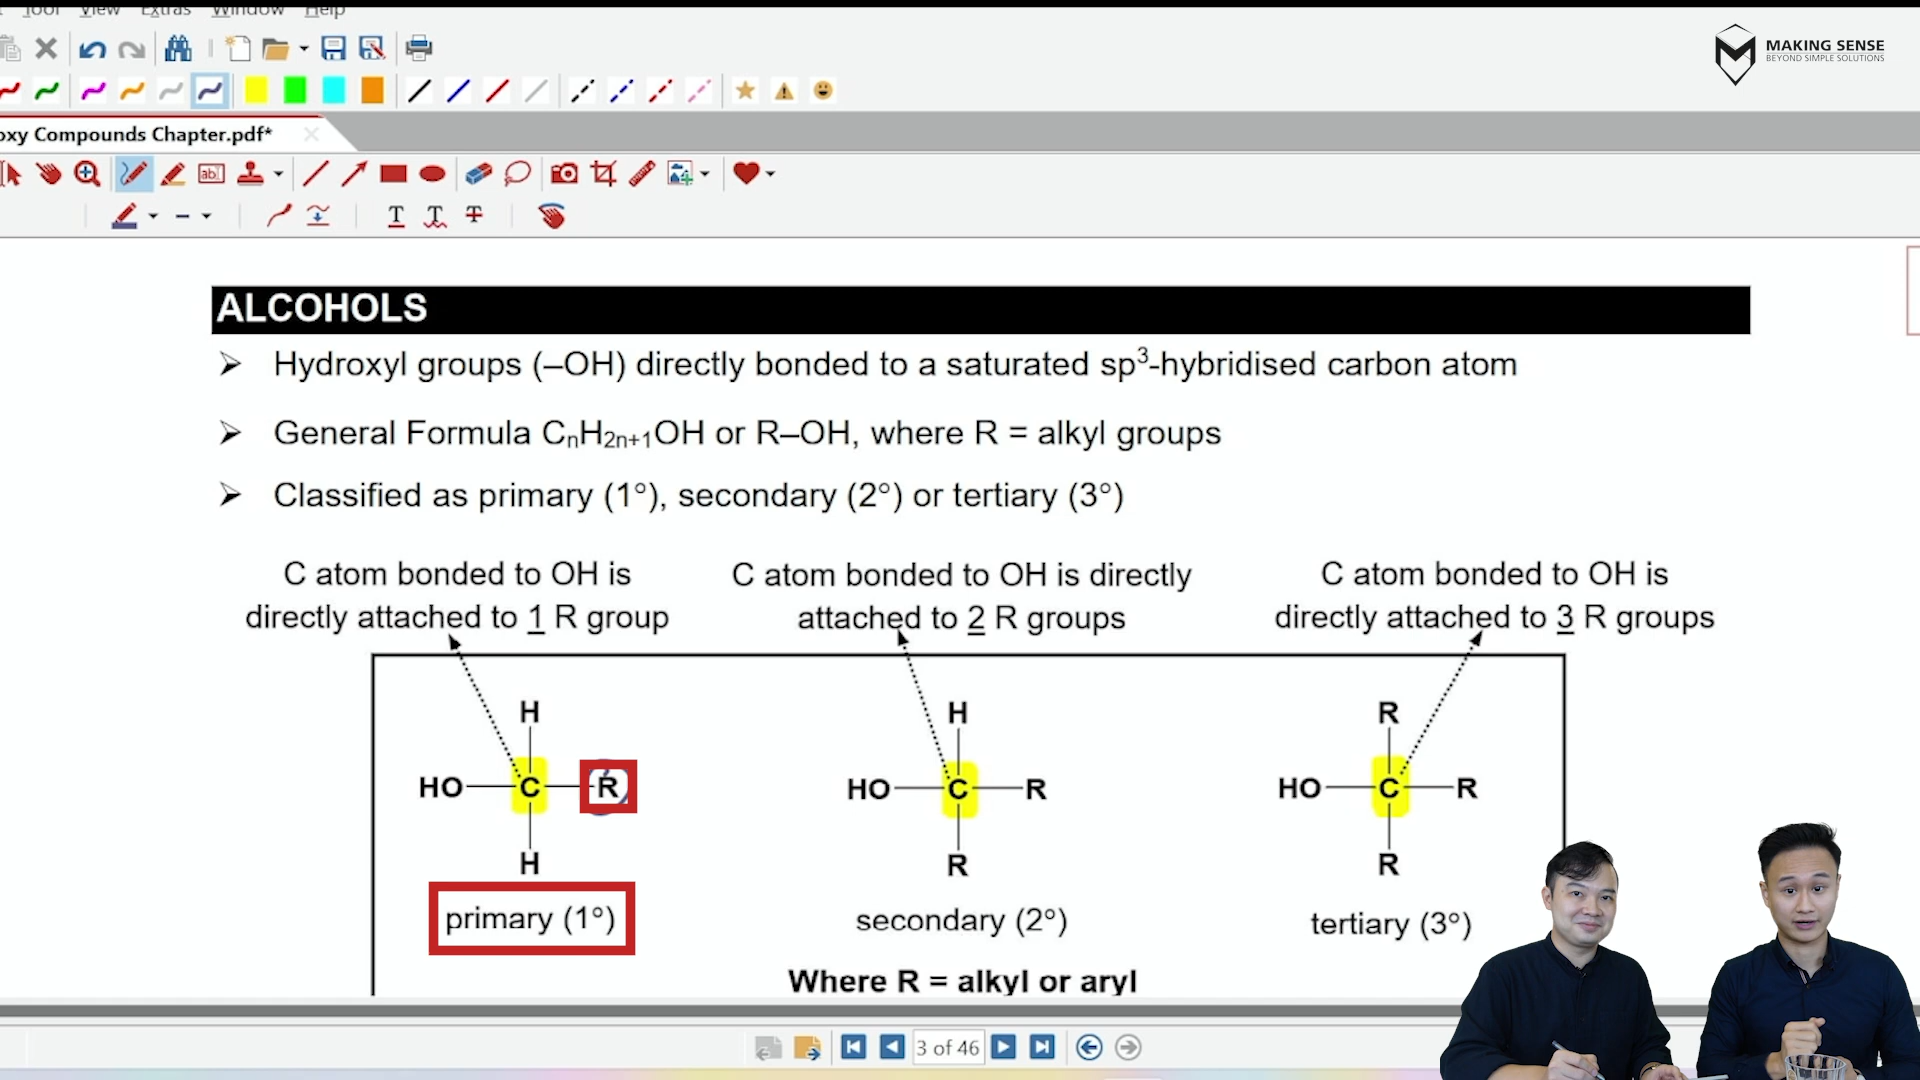 Tool View Extras Window Help
MAKING SENSE
BEYOND SIMPLE SOLUTIONS
oxy Compounds Chapter.pdf*
ab
T T T
ALCOHOLS
➢ Hydroxyl groups (–OH) directly bonded to a saturated sp³-hybridised carbon atom
➢ General Formula CₙH₂ₙ₊₁OH or R–OH, where R = alkyl groups
➢ Classified as primary (1°), secondary (2°) or tertiary (3°)
C atom bonded to OH is
directly attached to 1 R group
C atom bonded to OH is directly
attached to 2 R groups
C atom bonded to OH is
directly attached to 3 R groups
H
HO C R
H
primary (1°)
H
HO C R
R
secondary (2°)
R
HO C R
R
tertiary (3°)
Where R = alkyl or aryl
3 of 46